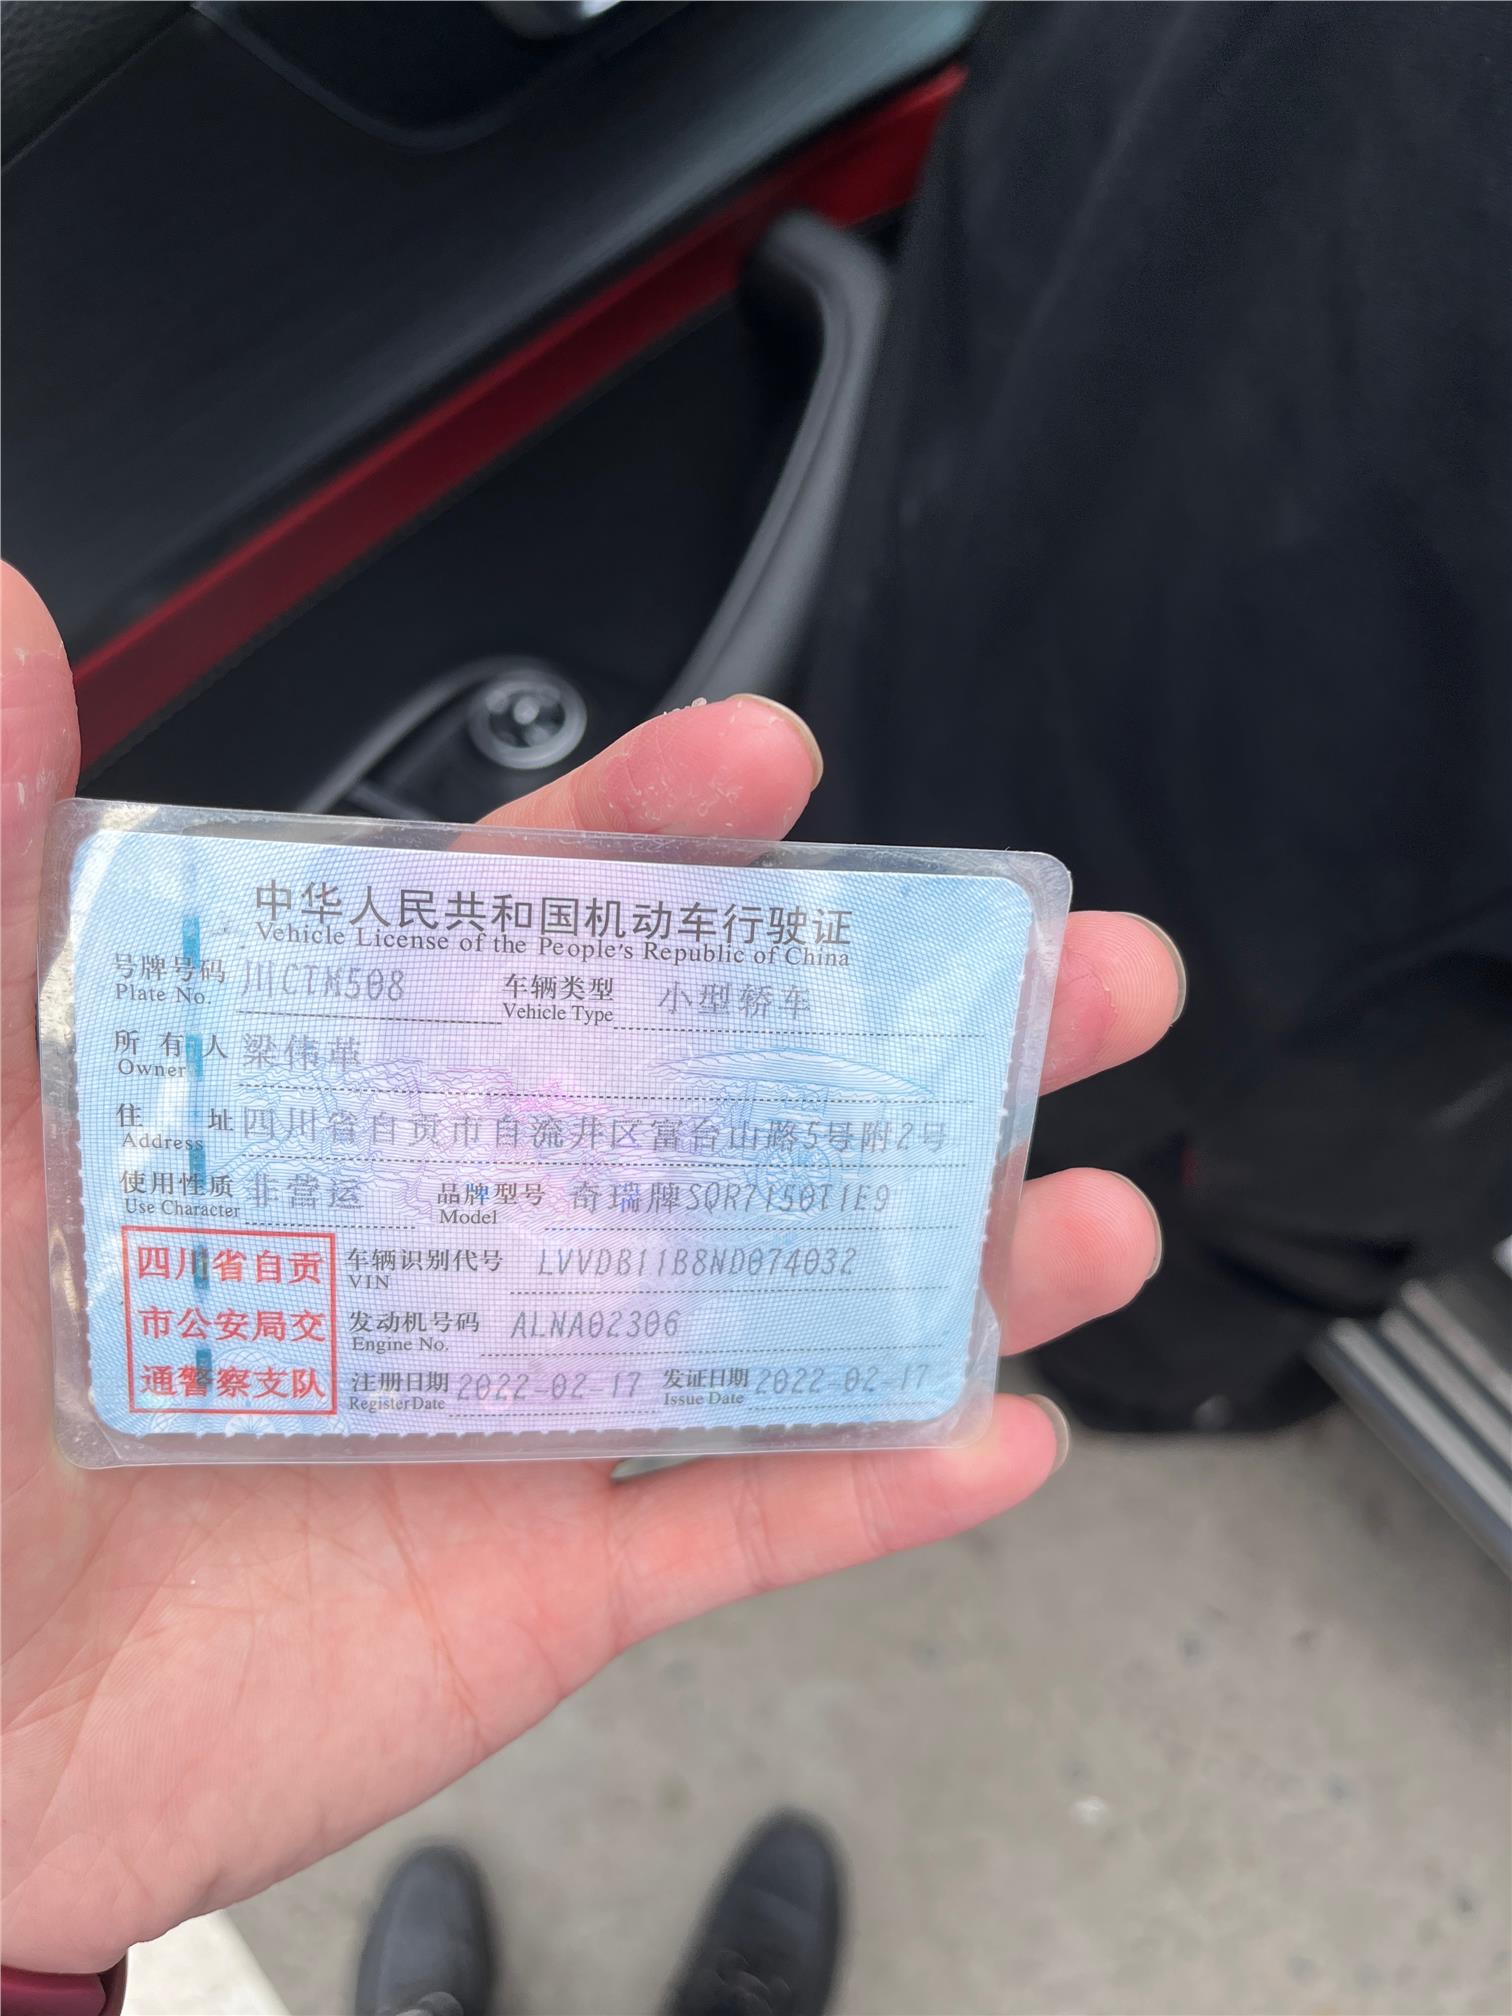 中华人民共和国机动车行驶证
Vehicle License of the People's Republic of China
号牌号码 川CTM508 车辆类型 小型轿车
Plate No. Vehicle Type
所有人 梁伟革
Owner
住址 四川省自贡市自流井区富台山路5号附2号
Address
使用性质 非营运 品牌型号 奇瑞牌SQR7150T1E9
Use Character Model
四川省自贡 车辆识别代号 LVVDB11B8ND074032
VIN
市公安局交 发动机号码 ALNA02306
Engine No.
通警察支队 注册日期 2022-02-17 发证日期 2022-02-17
Register Date Issue Date